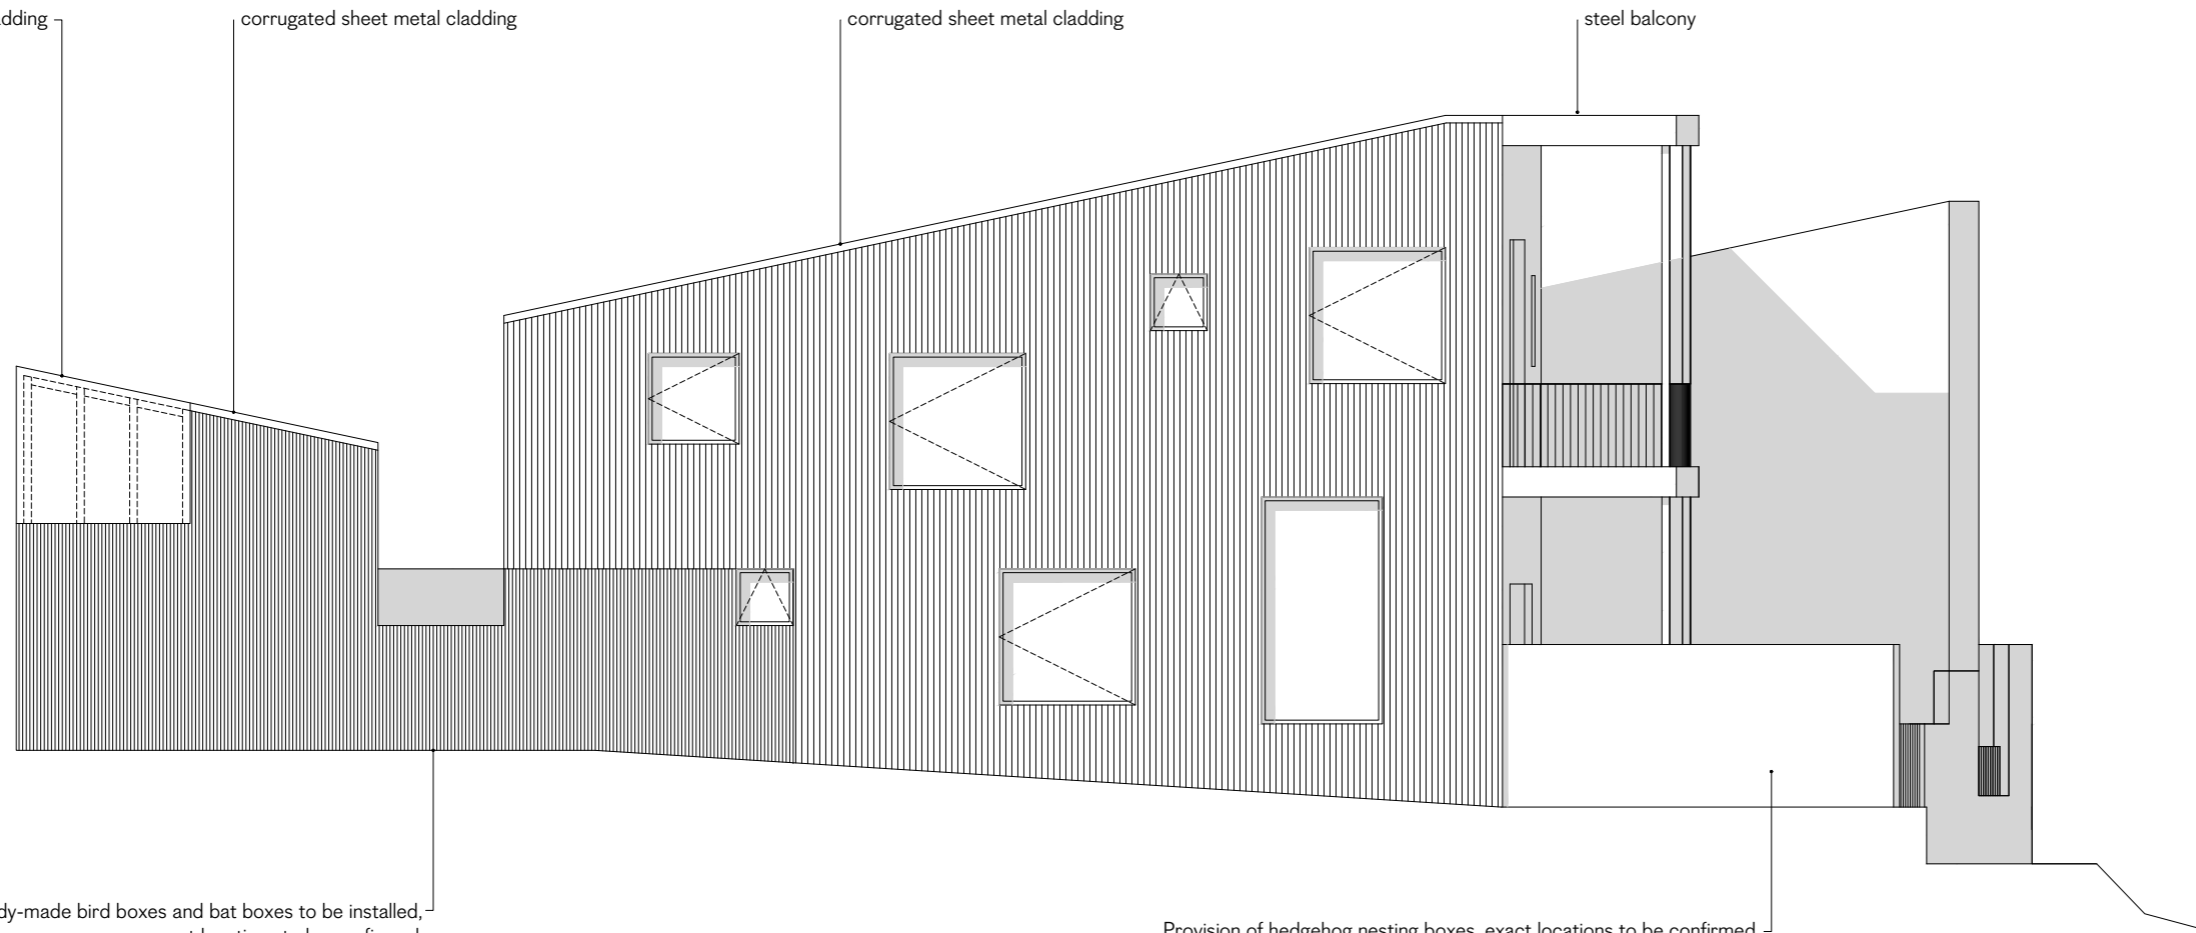 corrugated sheet metal cladding
corrugated sheet metal cladding
steel balcony
bird boxes and bat boxes to be installed,
Provision of hedgehog nesting boxes, exact locations to be confirmed